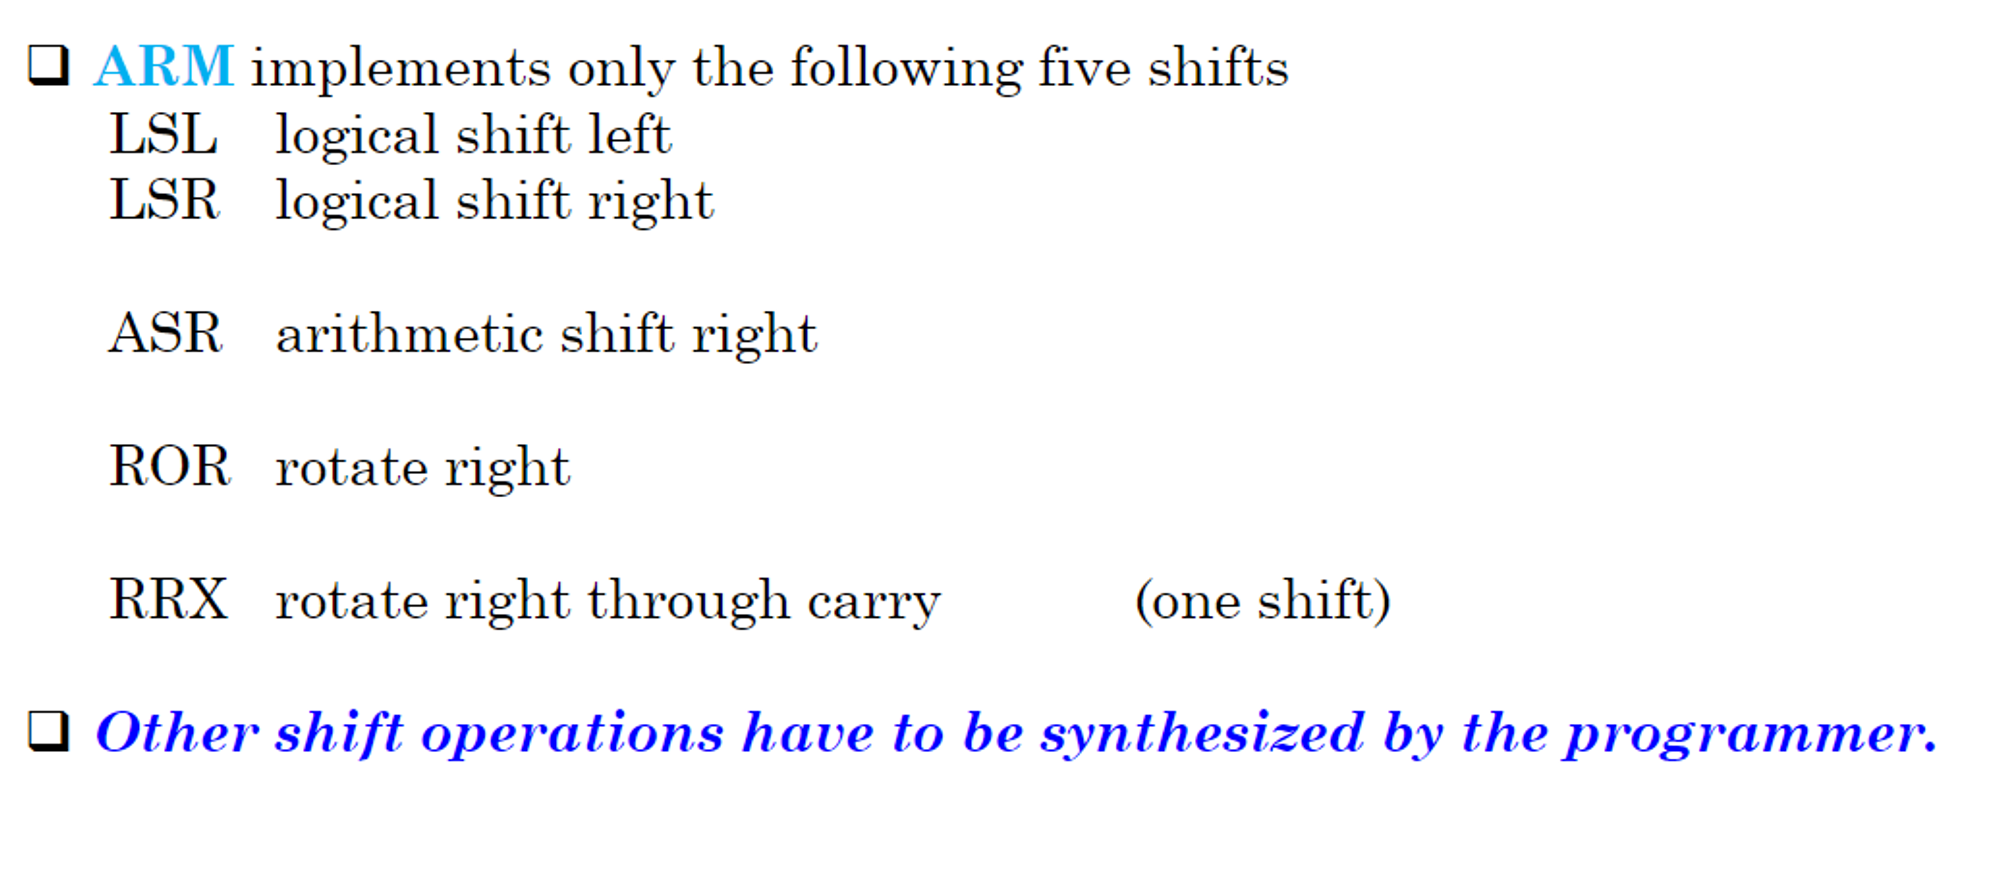 ❑ ARM implements only the following five shifts
LSL logical shift left
LSR logical shift right
ASR arithmetic shift right
ROR rotate right
RRX rotate right through carry (one shift)
❑ Other shift operations have to be synthesized by the programmer.